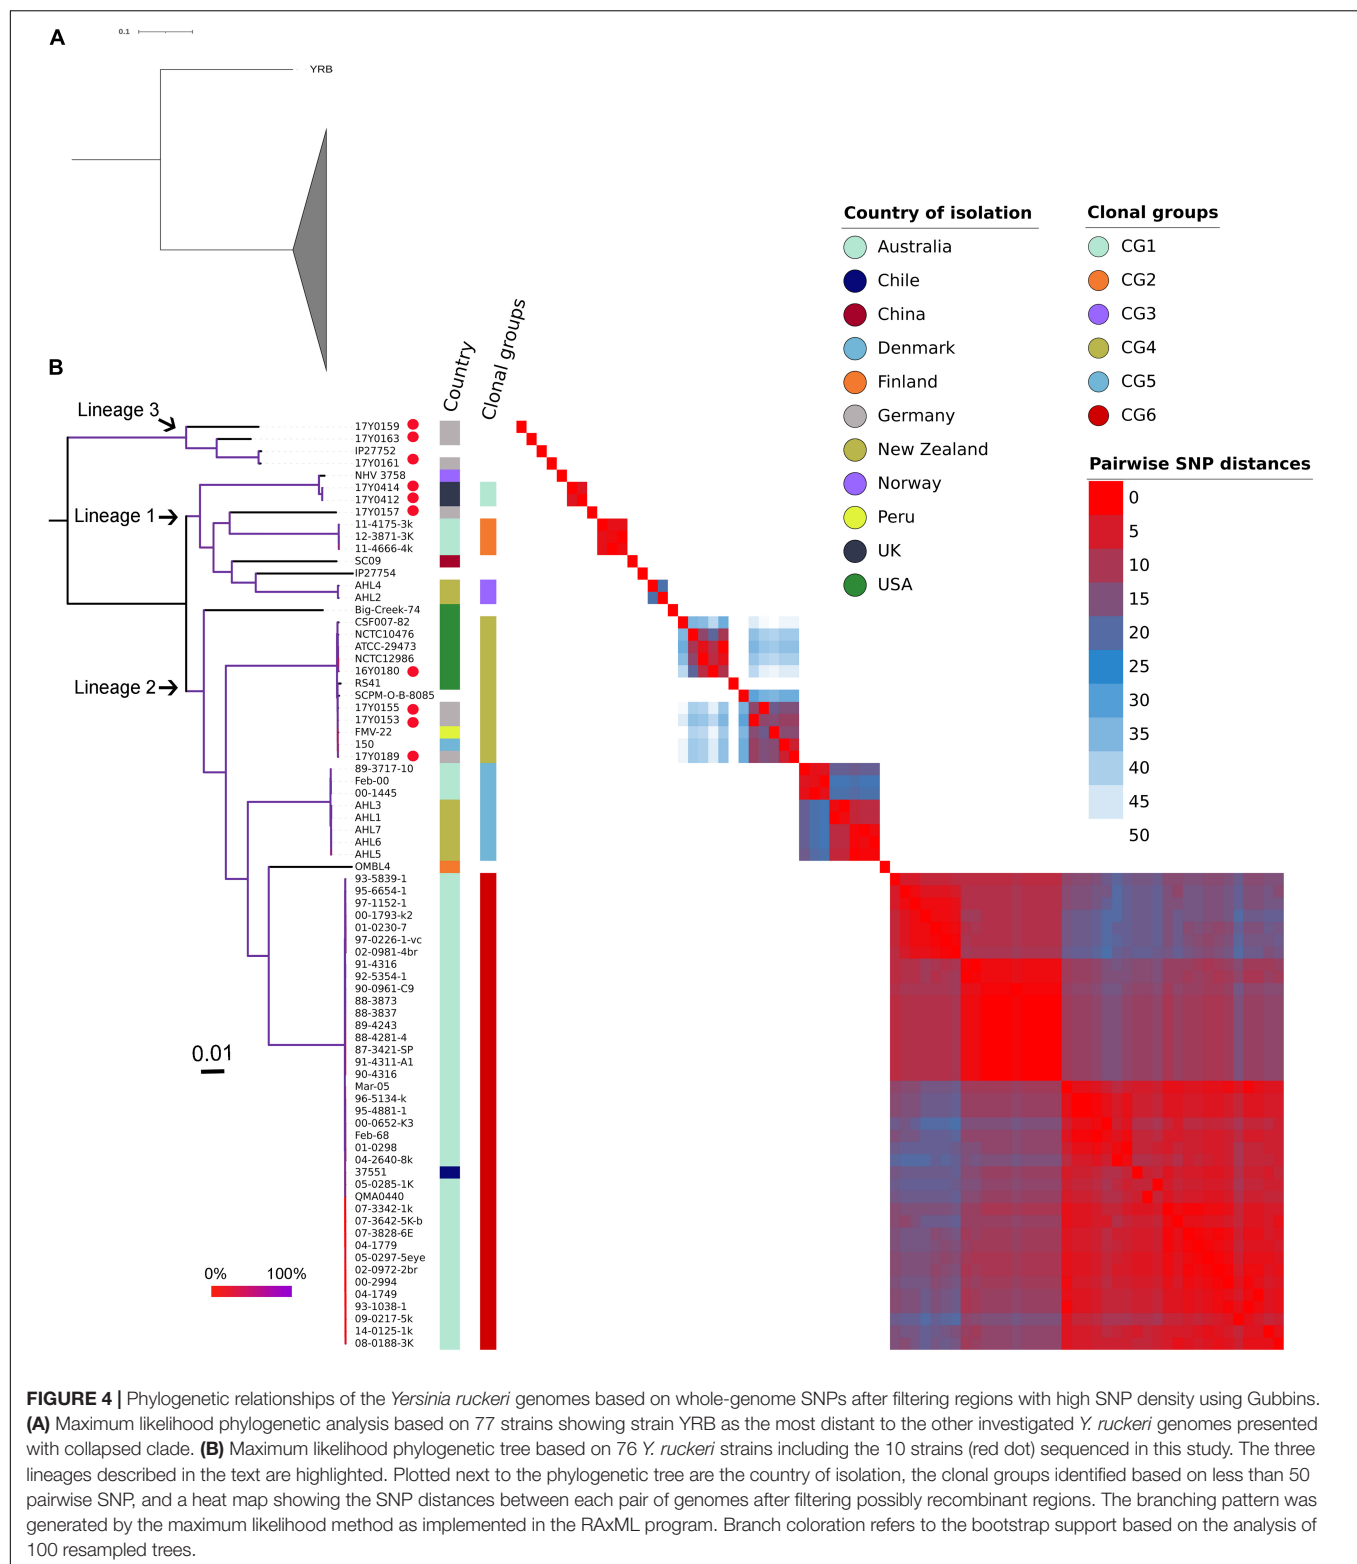 A
0.1
YRB
B
Country
Clonal groups
Country of isolation
Australia
Chile
China
Denmark
Finland
Germany
New Zealand
Norway
Peru
UK
USA
Clonal groups
CG1
CG2
CG3
CG4
CG5
CG6
Pairwise SNP distances
0
5
10
15
20
25
30
35
40
45
50
Lineage 3
Lineage 1
Lineage 2
17Y0159
17Y0163
IP27752
17Y0161
NHV 3758
17Y0414
17Y0412
17Y0157
11-4175-3k
12-3871-3K
11-4666-4k
SC09
IP27754
AHL4
AHL2
Big-Creek-74
CSF007-82
NCTC10476
ATCC-29473
NCTC12986
16Y0180
RS41
SCPM-O-B-8085
17Y0155
17Y0153
FMV-22
150
17Y0189
89-3717-10
Feb-00
00-1445
AHL3
AHL1
AHL7
AHL6
AHL5
OMBL4
93-5839-1
95-6654-1
97-1152-1
00-1793-k2
01-0230-7
97-0226-1-vc
02-0981-4br
91-4316
92-5354-1
90-0961-C9
88-3873
88-3837
89-4243
88-4281-4
87-3421-SP
91-4311-A1
90-4316
Mar-05
96-5134-k
95-4881-1
00-0652-K3
Feb-68
01-0298
04-2640-8k
37551
05-0285-1K
QMA0440
07-3342-1k
07-3642-5K-b
07-3828-6E
04-1779
05-0297-5eye
02-0972-2br
00-2994
04-1749
93-1038-1
09-0217-5k
14-0125-1k
08-0188-3K
0.01
0% 100%
FIGURE 4 | Phylogenetic relationships of the Yersinia ruckeri genomes based on whole-genome SNPs after filtering regions with high SNP density using Gubbins.
(A) Maximum likelihood phylogenetic analysis based on 77 strains showing strain YRB as the most distant to the other investigated Y. ruckeri genomes presented
with collapsed clade. (B) Maximum likelihood phylogenetic tree based on 76 Y. ruckeri strains including the 10 strains (red dot) sequenced in this study. The three
lineages described in the text are highlighted. Plotted next to the phylogenetic tree are the country of isolation, the clonal groups identified based on less than 50
pairwise SNP, and a heat map showing the SNP distances between each pair of genomes after filtering possibly recombinant regions. The branching pattern was
generated by the maximum likelihood method as implemented in the RAxML program. Branch coloration refers to the bootstrap support based on the analysis of
100 resampled trees.